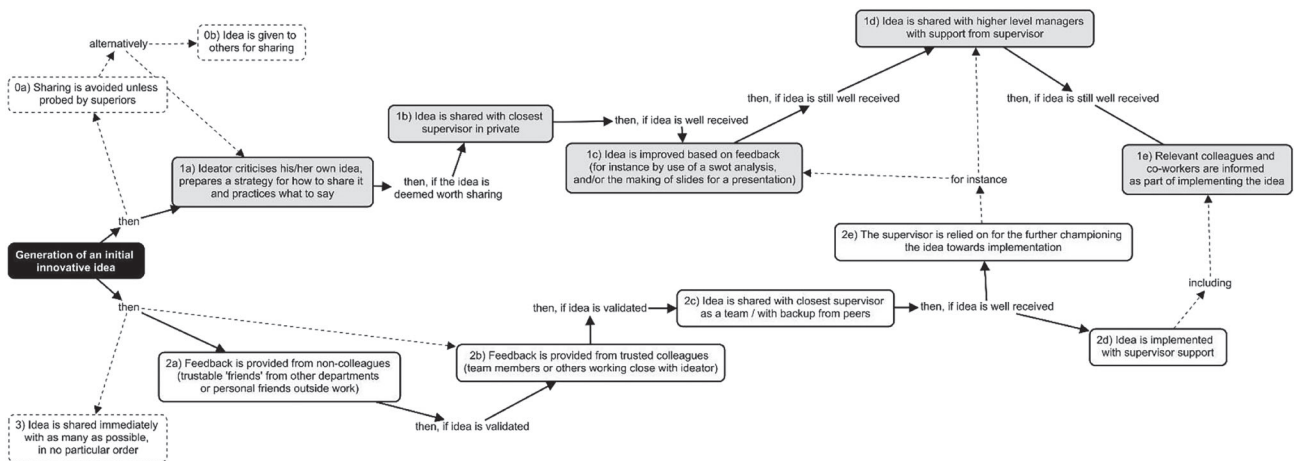 0b) Idea is given to
others for sharing
alternatively
0a) Sharing is avoided unless
probed by superiors
1d) Idea is shared with higher level managers
with support from supervisor
then, if idea is still well received
then, if idea is still well received
1b) Idea is shared with closest
supervisor in private
then, if idea is well received
1c) Idea is improved based on feedback
(for instance by use of a swot analysis,
and/or the making of slides for a presentation)
1e) Relevant colleagues and
co-workers are informed
as part of implementing the idea
1a) Ideator criticises his/her own idea,
prepares a strategy for how to share it
and practices what to say
then, if the idea is
deemed worth sharing
for instance
then
2e) The supervisor is relied on for the further championing
the idea towards implementation
Generation of an initial
innovative idea
including
then
then, if idea is validated
2c) Idea is shared with closest supervisor
as a team / with backup from peers
then, if idea is well received
2d) Idea is implemented
with supervisor support
2a) Feedback is provided from non-colleagues
(trustable 'friends' from other departments
or personal friends outside work)
2b) Feedback is provided from trusted colleagues
(team members or others working close with ideator)
then, if idea is validated
3) Idea is shared immediately
with as many as possible,
in no particular order